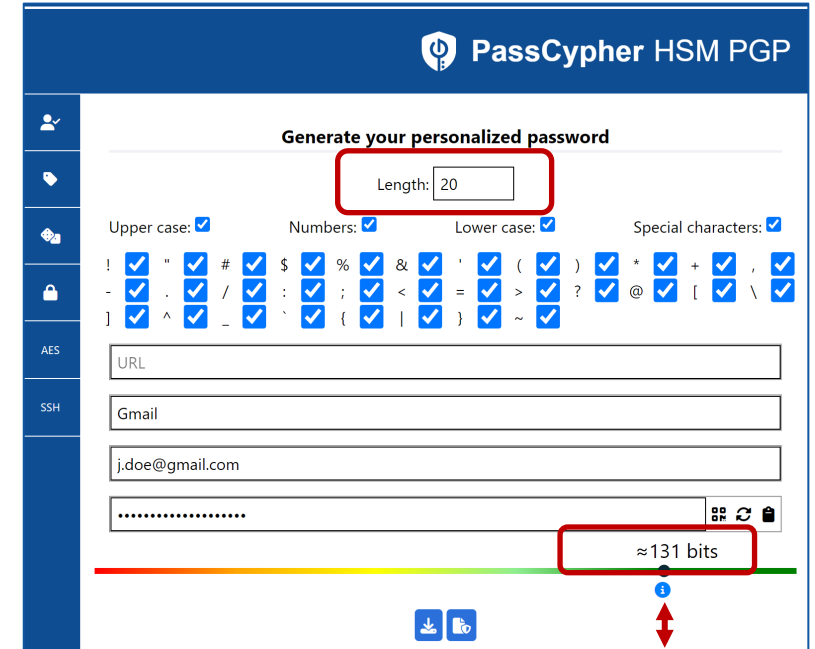 PassCypher HSM PGP
Generate your personalized password
Length: 20
Upper case: Numbers: Lower case: Special characters:
! " # $ % & ' ( ) * + ,
- . / : ; < = > ? @ [ \
] ^ _ ` { | } ~
URL
AES
Gmail
SSH
j.doe@gmail.com
••••••••••••••••••••
≈131 bits